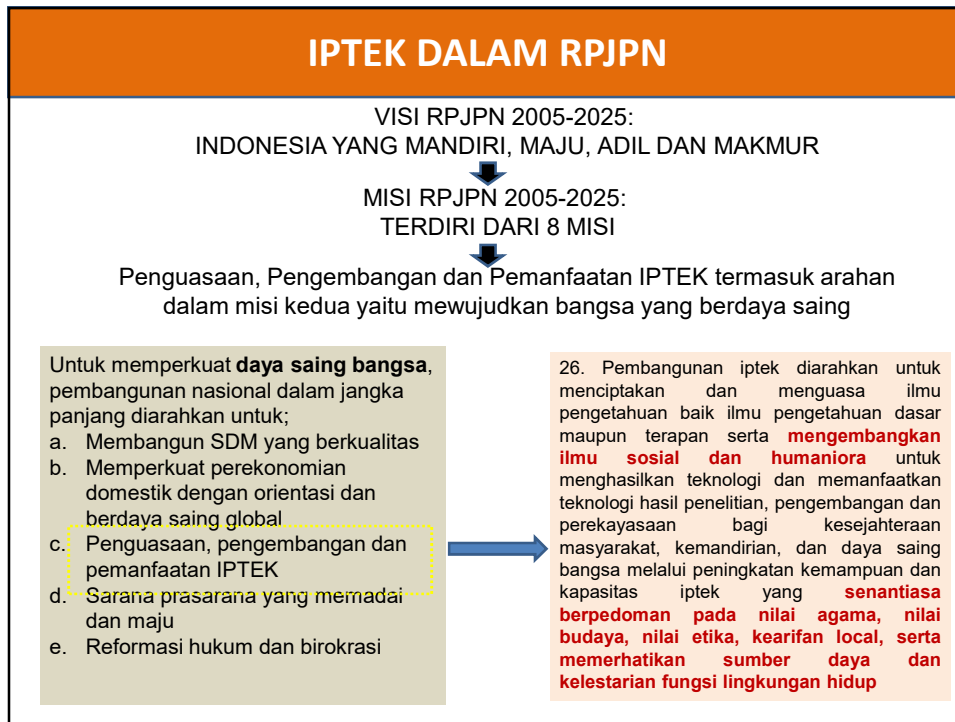 IPTEK DALAM RPJPN
VISI RPJPN 2005-2025:
INDONESIA YANG MANDIRI, MAJU, ADIL DAN MAKMUR
MISI RPJPN 2005-2025:
TERDIRI DARI 8 MISI
Penguasaan, Pengembangan dan Pemanfaatan IPTEK termasuk arahan
dalam misi kedua yaitu mewujudkan bangsa yang berdaya saing
Untuk memperkuat daya saing bangsa,
pembangunan nasional dalam jangka
panjang diarahkan untuk;
a. Membangun SDM yang berkualitas
b. Memperkuat perekonomian
domestik dengan orientasi dan
berdaya saing global
c. Penguasaan, pengembangan dan
pemanfaatan IPTEK
d. Sarana prasarana yang memadai
dan maju
e. Reformasi hukum dan birokrasi
26. Pembangunan iptek diarahkan untuk
menciptakan dan menguasa ilmu
pengetahuan baik ilmu pengetahuan dasar
maupun terapan serta mengembangkan
ilmu sosial dan humaniora untuk
menghasilkan teknologi dan memanfaatkan
teknologi hasil penelitian, pengembangan dan
perekayasaan bagi kesejahteraan
masyarakat, kemandirian, dan daya saing
bangsa melalui peningkatan kemampuan dan
kapasitas iptek yang senantiasa
berpedoman pada nilai agama, nilai
budaya, nilai etika, kearifan local, serta
memerhatikan sumber daya dan
kelestarian fungsi lingkungan hidup